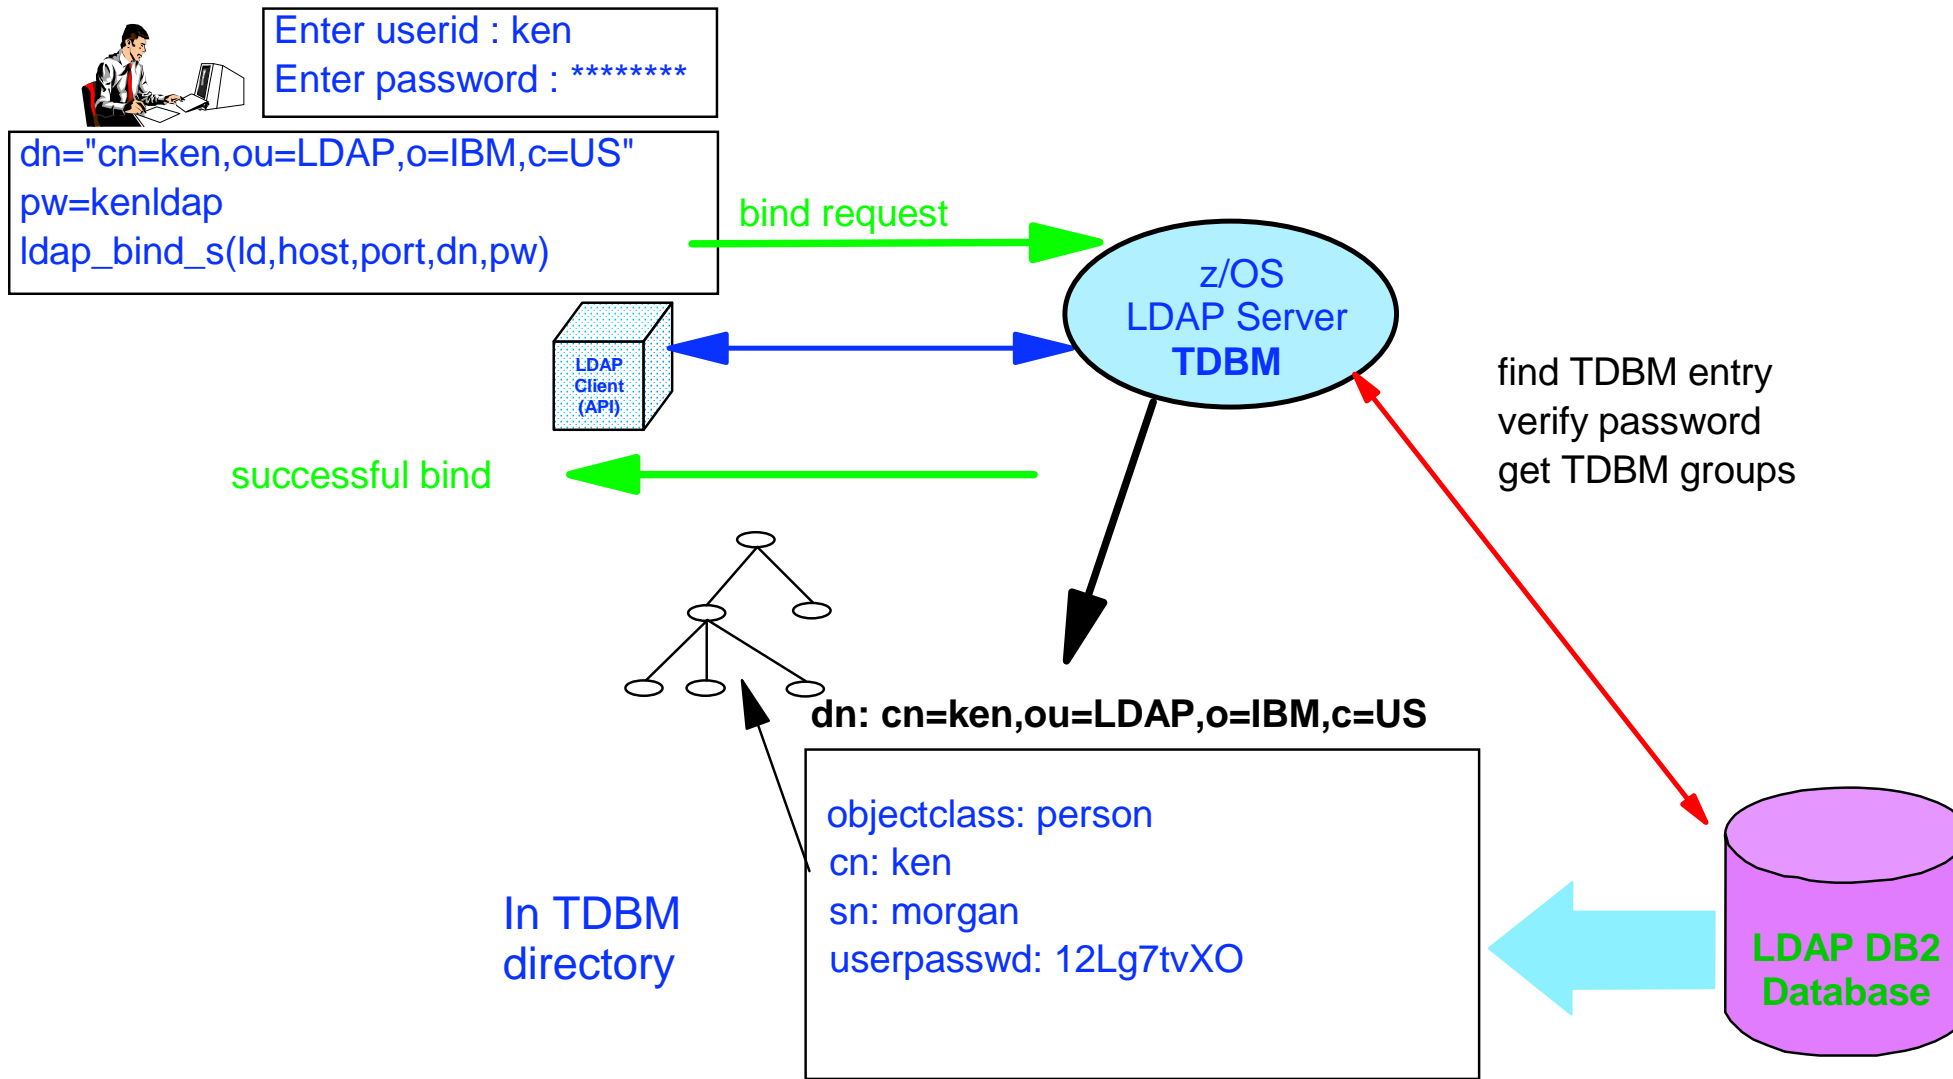 Enter userid : ken
Enter password : ********
dn="cn=ken,ou=LDAP,o=IBM,c=US"
pw=kenldap
ldap_bind_s(ld,host,port,dn,pw)
bind request
z/OS
LDAP Server
TDBM
LDAP
Client
(API)
find TDBM entry
verify password
get TDBM groups
successful bind
dn: cn=ken,ou=LDAP,o=IBM,c=US
objectclass: person
cn: ken
sn: morgan
userpasswd: 12Lg7tvXO
In TDBM
directory
LDAP DB2
Database